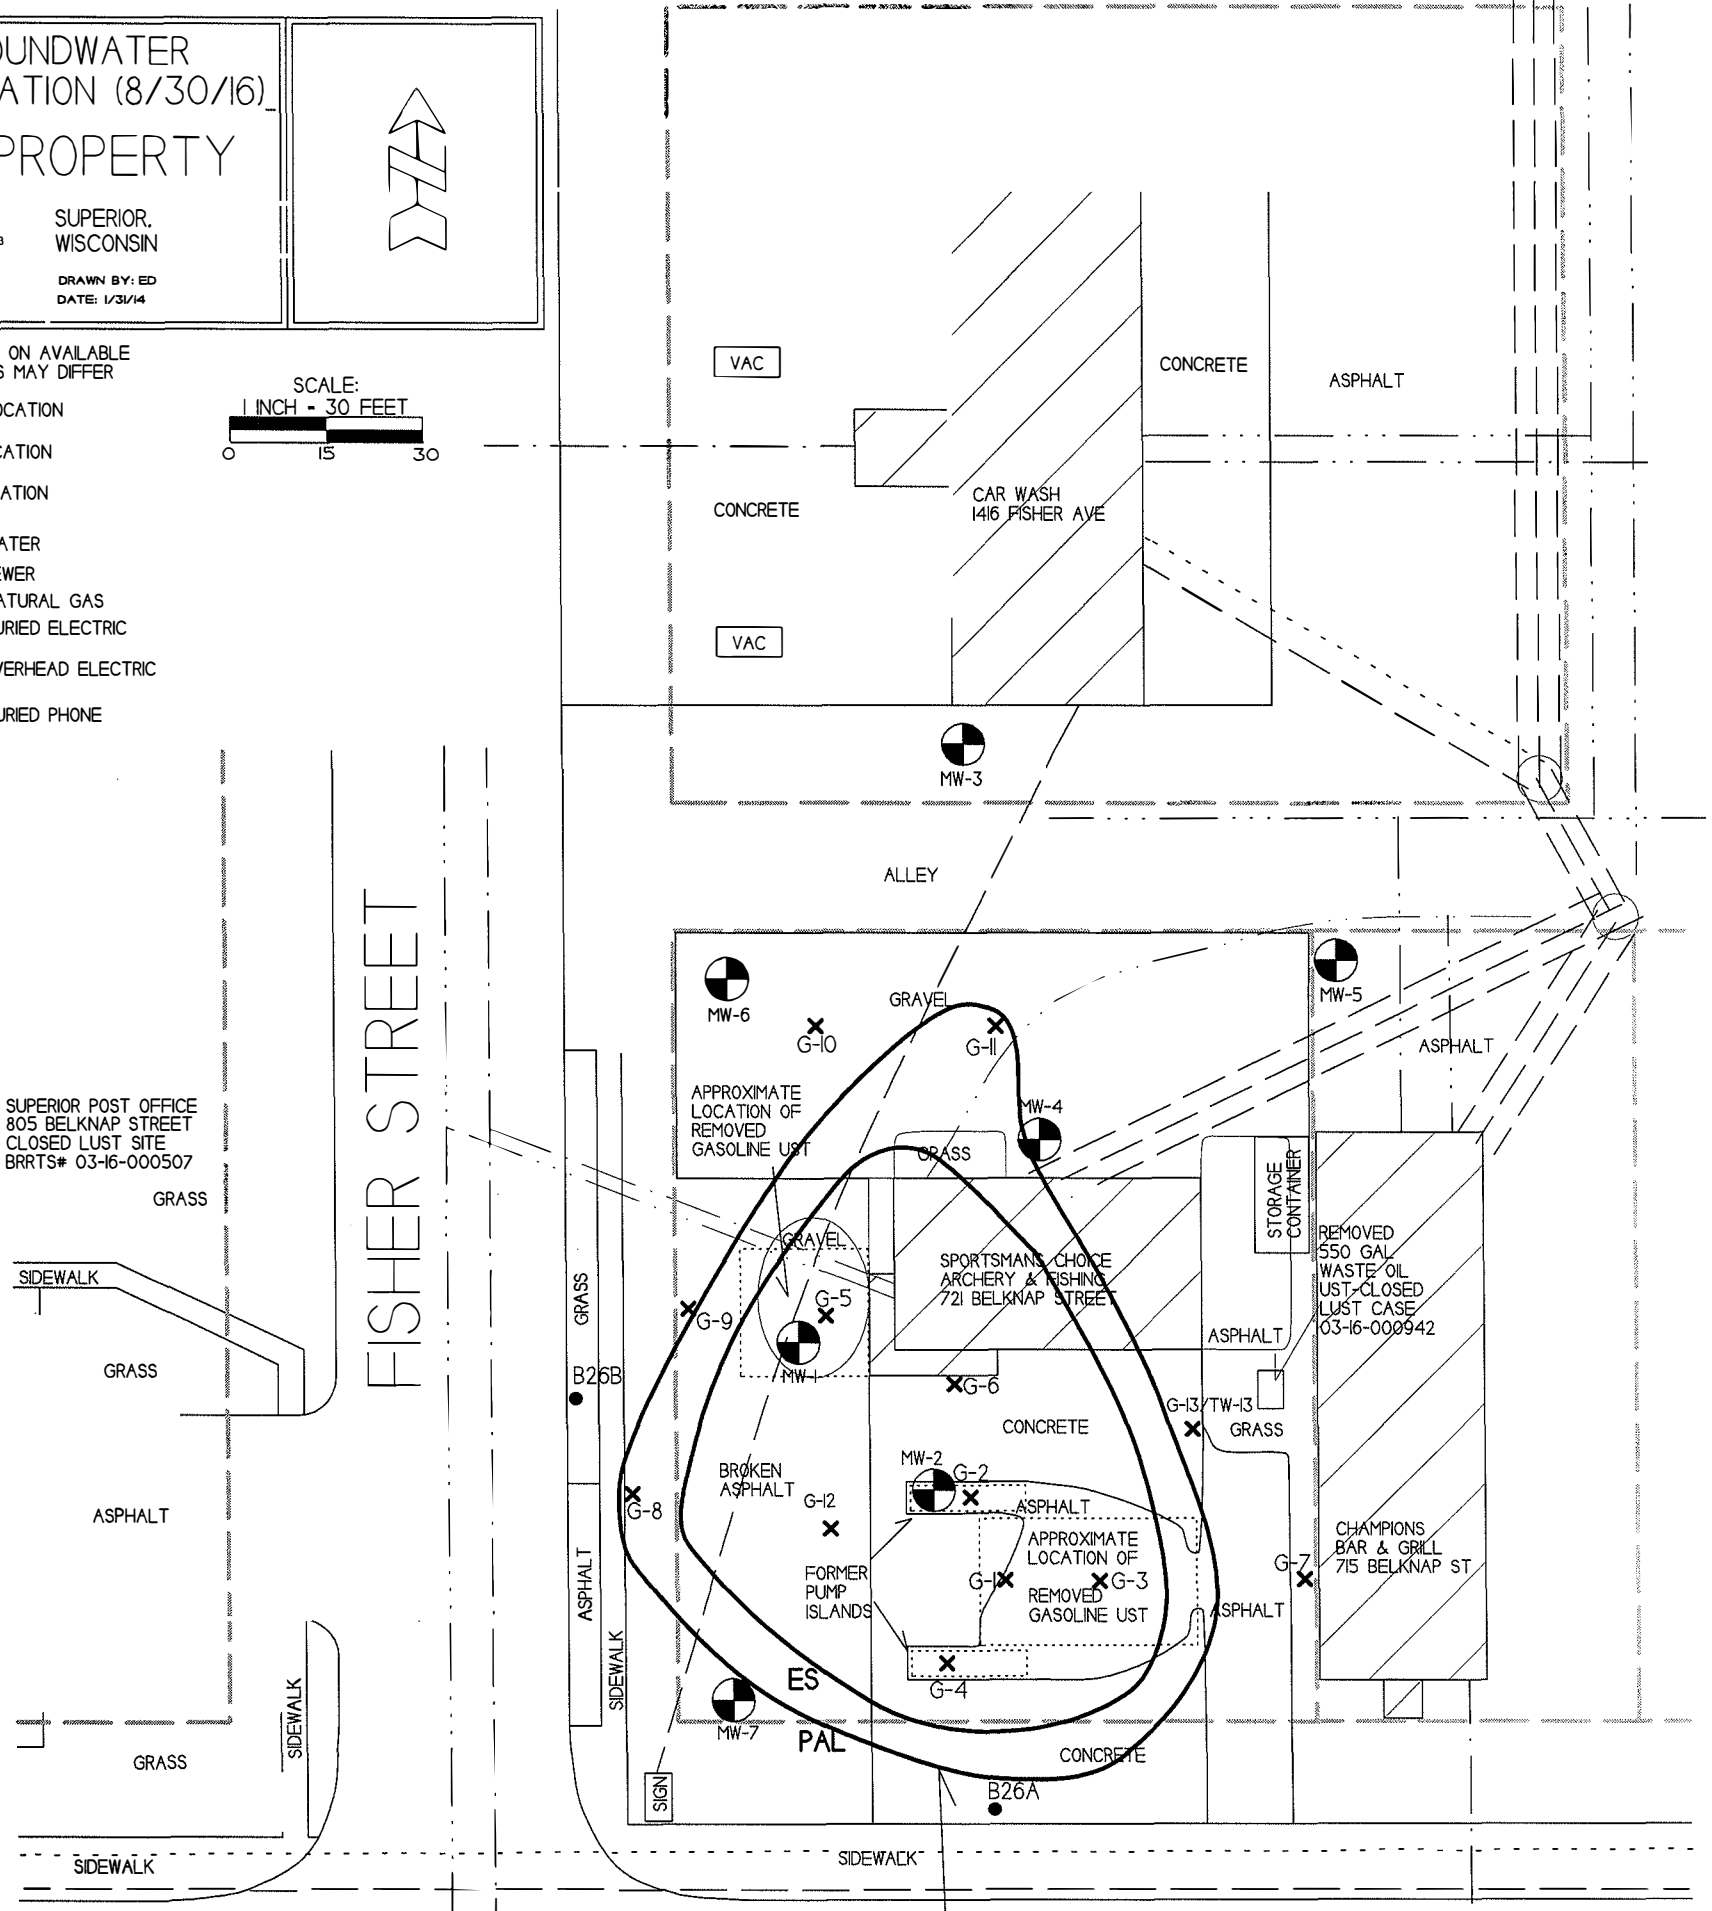 OUNDWATER
ATION (8/30/16)
PROPERTY
SUPERIOR,
WISCONSIN
DRAWN BY: ED
DATE: 1/31/14
ON AVAILABLE
S MAY DIFFER
OCATION
CATION
ATION
ATER
EWER
ATURAL GAS
URIED ELECTRIC
VERHEAD ELECTRIC
URIED PHONE
SCALE:
1 INCH = 30 FEET
0 15 30
VAC
CONCRETE
ASPHALT
CONCRETE
CAR WASH
1416 FISHER AVE
VAC
MW-3
ALLEY
FISHER STREET
MW-6
GRAVEL
MW-5
G-10
G-11
ASPHALT
APPROXIMATE
LOCATION OF
REMOVED
GASOLINE UST
MW-4
GRASS
SUPERIOR POST OFFICE
805 BELKNAP STREET
CLOSED LUST SITE
BRRTS# 03-16-000507
GRASS
STORAGE
CONTAINER
REMOVED
550 GAL
WASTE OIL
UST-CLOSED
LUST CASE
03-16-000942
GRAVEL
SPORTSMANS CHOICE
ARCHERY & FISHING
721 BELKNAP STREET
SIDEWALK
GRASS
G-9
G-5
MW-1
ASPHALT
GRASS
B26B
G-6
G-13/TW-13
CONCRETE
GRASS
BROKEN
ASPHALT
MW-2
G-2
ASPHALT
G-8
G-12
ASPHALT
APPROXIMATE
LOCATION OF
REMOVED
GASOLINE UST
CHAMPIONS
BAR & GRILL
715 BELKNAP ST
FORMER
PUMP
ISLANDS
G-1
G-3
G-7
ASPHALT
ASPHALT
SIDEWALK
SIDEWALK
G-4
ES
MW-7
PAL
CONCRETE
GRASS
SIGN
B26A
SIDEWALK
SIDEWALK